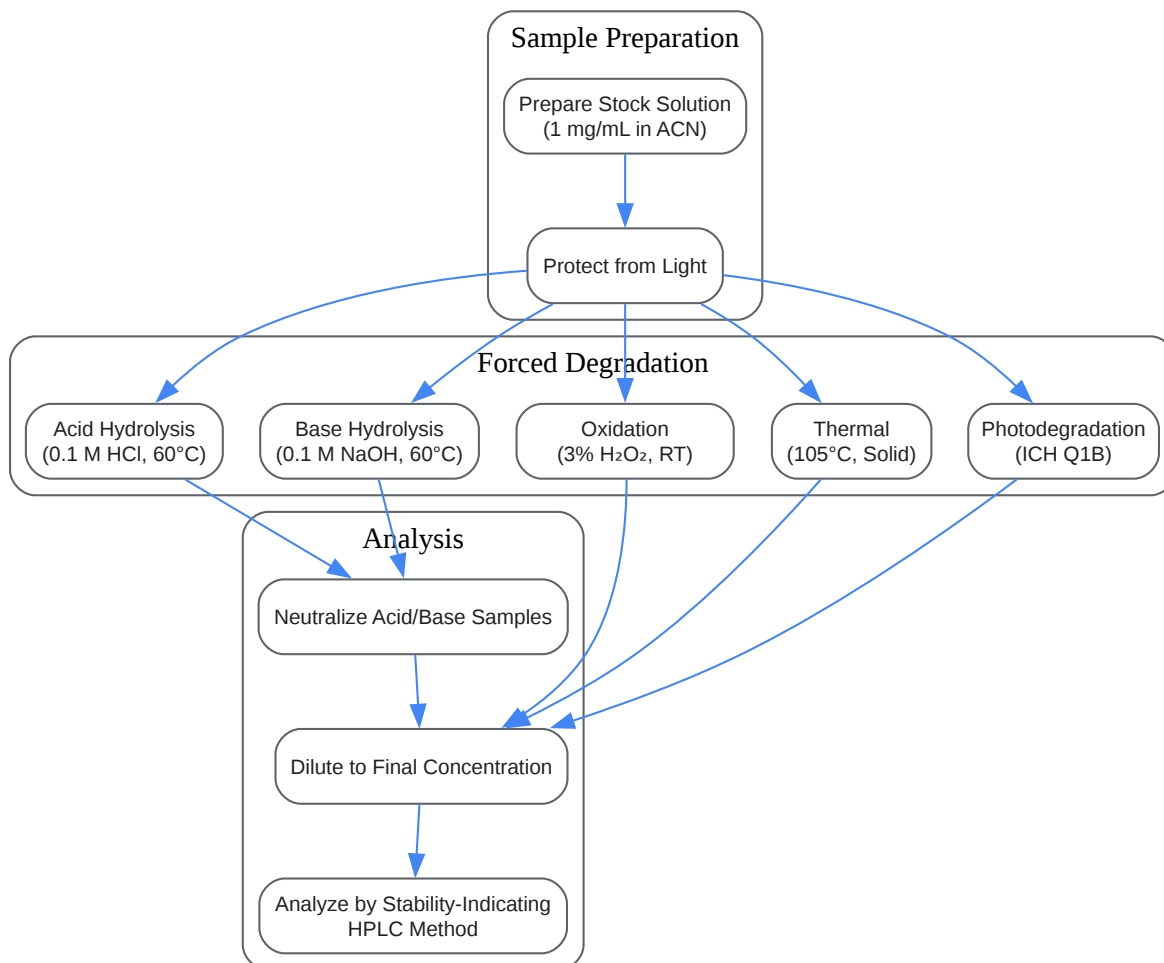 Sample Preparation
Prepare Stock Solution
(1 mg/mL in ACN)
Protect from Light
Forced Degradation
Acid Hydrolysis
(0.1 M HCl, 60°C)
Base Hydrolysis
(0.1 M NaOH, 60°C)
Oxidation
(3% H₂O₂, RT)
Thermal
(105°C, Solid)
Photodegradation
(ICH Q1B)
Analysis
Neutralize Acid/Base Samples
Dilute to Final Concentration
Analyze by Stability-Indicating
HPLC Method